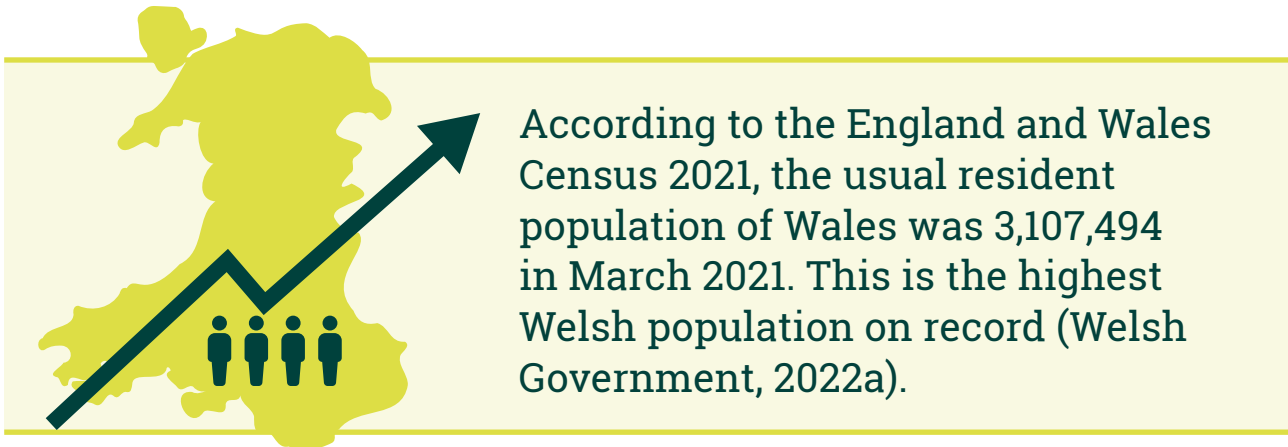 According to the England and Wales
Census 2021, the usual resident
population of Wales was 3,107,494
in March 2021. This is the highest
Welsh population on record (Welsh
Government, 2022a).